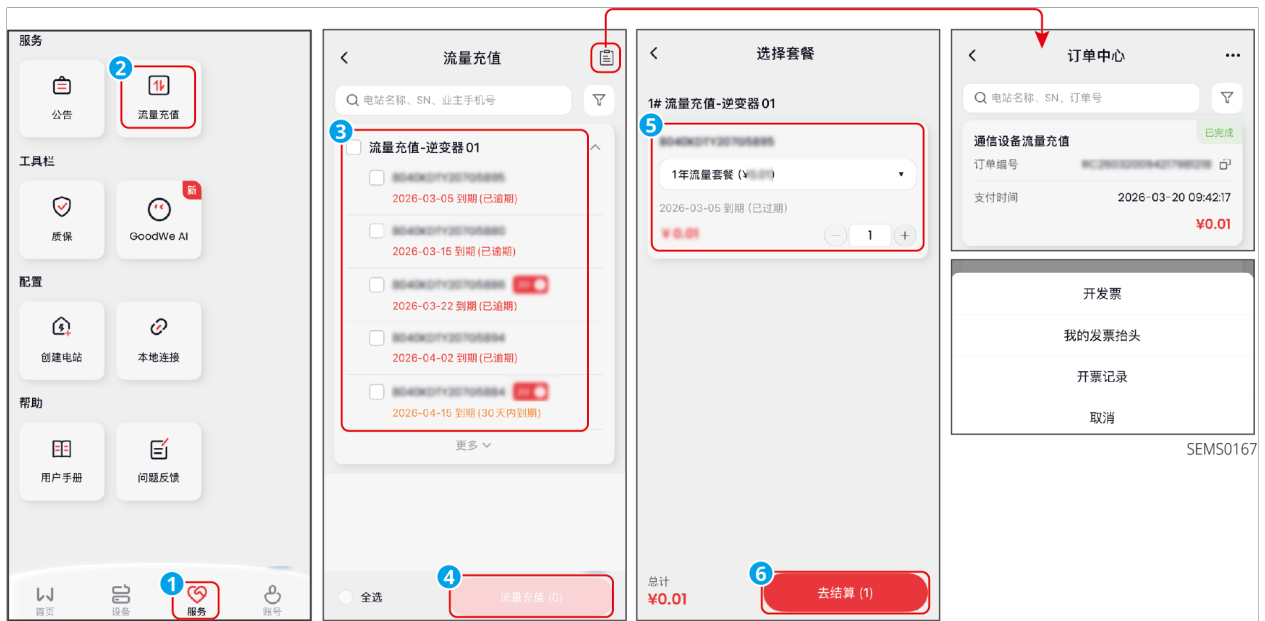 服务
2
公告
流量充值
工具栏
新
质保
GoodWe AI
配置
创建电站
本地连接
帮助
用户手册
问题反馈
1
首页
设备
服务
账号
流量充值
电站名称、SN、业主手机号
3
流量充值-逆变器01
2026-03-05 到期(已逾期)
2026-03-15 到期(已逾期)
2026-03-22 到期(已逾期)
2026-04-02 到期(已逾期)
2026-04-15 到期(30天内到期)
更多
4
全选
流量充值 (0)
选择套餐
1# 流量充值-逆变器01
5
1年流量套餐 (¥
2026-03-05 到期 (已过期)
¥0.01
1
总计
¥0.01
6
去结算 (1)
订单中心
电站名称、SN、订单号
已完成
通信设备流量充值
订单编号
支付时间
2026-03-20 09:42:17
¥0.01
开发票
我的发票抬头
开票记录
取消
SEMS0167